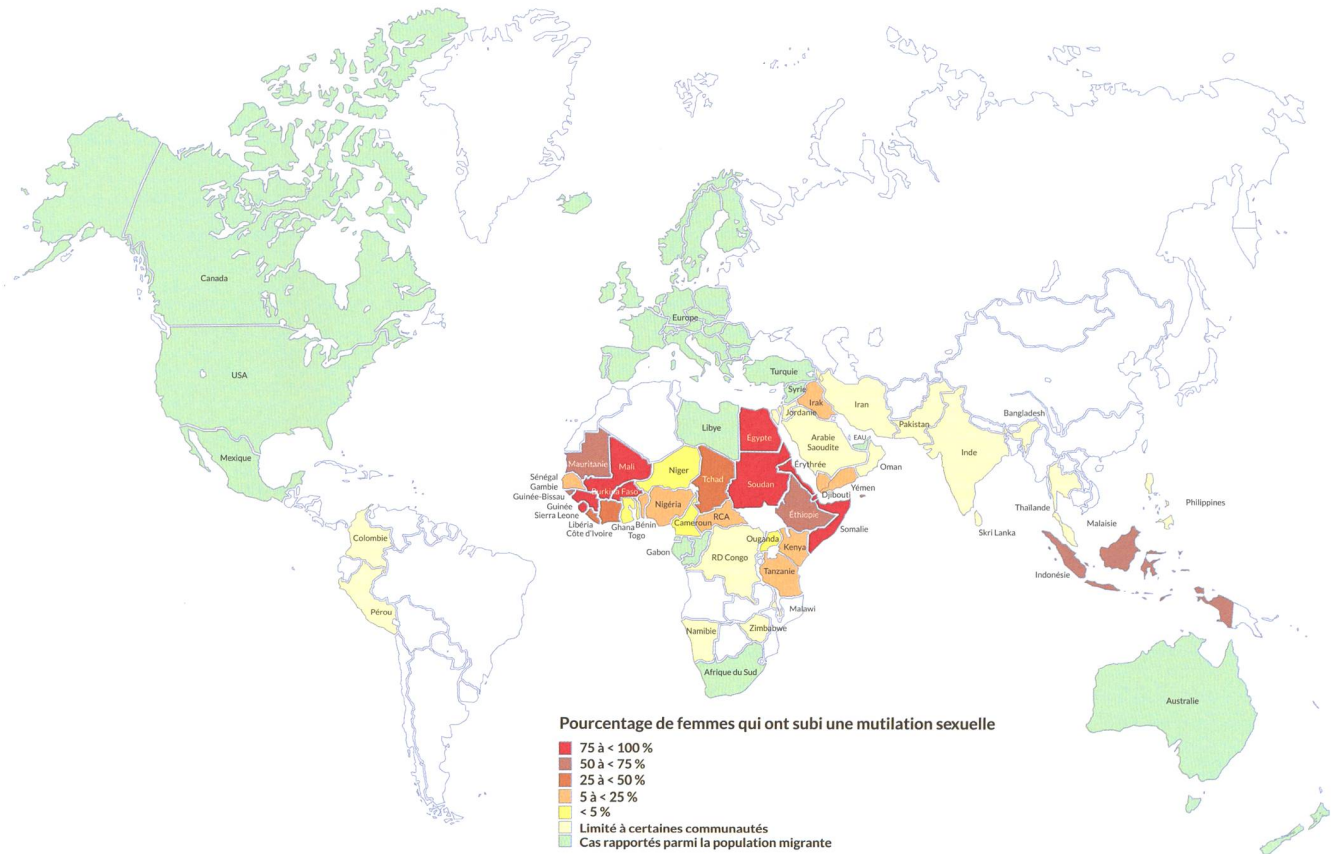 Canada
USA
Mexique
Colombie
Pérou
Europe
Turquie
Syrie
Irak
Iran
Jordanie
Libye
Égypte
Arabie
Saoudite
EAU
Oman
Pakistan
Inde
Bangladesh
Mauritanie
Mali
Niger
Tchad
Soudan
Érythrée
Yémen
Djibouti
Sénégal
Gambie
Guinée-Bissau
Guinée
Sierra Leone
Libéria
Côte d'Ivoire
Burkina Faso
Ghana
Togo
Bénin
Nigéria
Cameroun
RCA
Éthiopie
Somalie
Gabon
RD Congo
Ouganda
Kenya
Tanzanie
Malawi
Namibie
Zimbabwe
Afrique du Sud
Thaïlande
Skri Lanka
Malaisie
Philippines
Indonésie
Australie
Pourcentage de femmes qui ont subi une mutilation sexuelle
75 à < 100 %
50 à < 75 %
25 à < 50 %
5 à < 25 %
< 5 %
Limité à certaines communautés
Cas rapportés parmi la population migrante